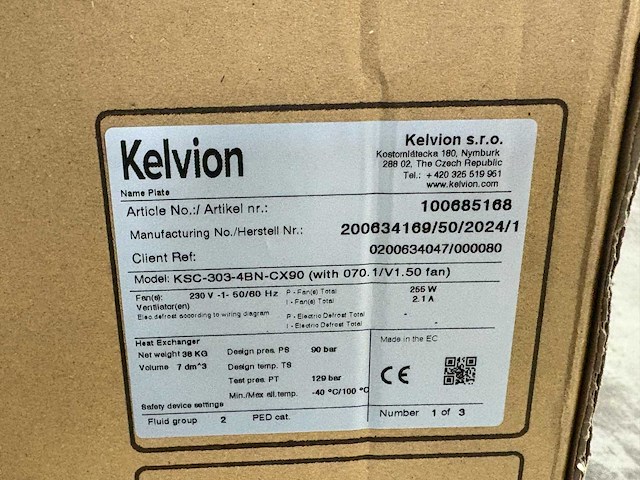 Kelvion
Kelvion s.r.o.
Kostomlátecka 180, Nymburk
288 02, The Czech Republic
Tel.: + 420 325 519 951
www.kelvion.com
Name Plate
Article No.:/ Artikel nr.: 100685168
Manufacturing No./Herstell Nr.: 200634169/50/2024/1
Client Ref: 0200634047/000080
Model: KSC-303-4BN-CX90 (with 070.1/V1.50 fan)
Fan(s): 230 V -1- 50/60 Hz P - Fan(s) Total 255 W
Ventilator(en) I - Fan(s) Total 2.1 A
Elec.defrost according to wiring diagram P - Electric Defrost Total
I - Electric Defrost Total
Heat Exchanger Made in the EC
Net weight 38 KG Design pres. PS 90 bar
Volume 7 dm^3 Design temp. TS
Test pres. PT 129 bar
Min./Max all.temp. -40 °C/100 °C
CE
Safety device settings
Fluid group 2 PED cat. Number 1 of 3